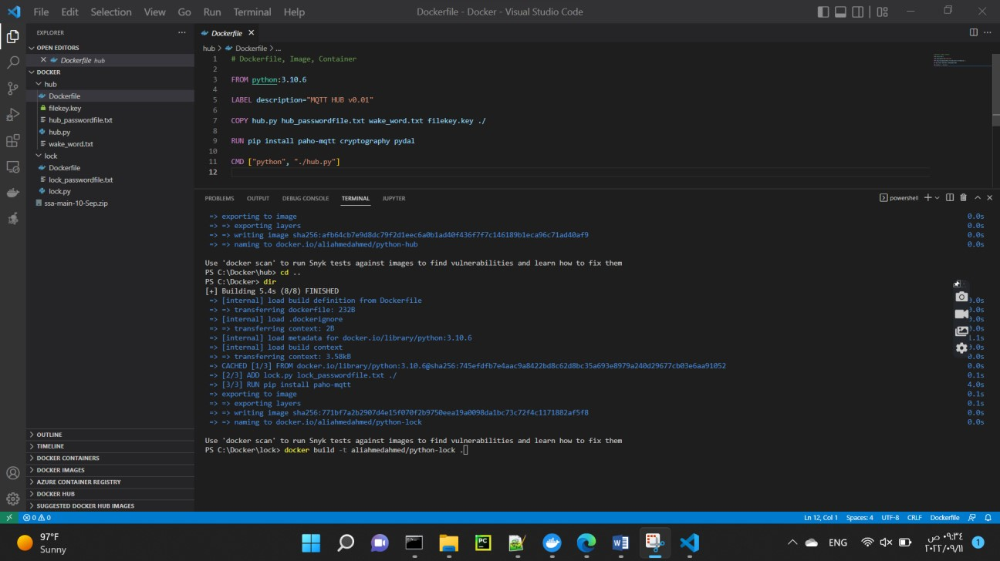 File Edit Selection View Go Run Terminal Help
Dockerfile - Docker - Visual Studio Code
EXPLORER
OPEN EDITORS
Dockerfile hub
DOCKER
hub
Dockerfile
filekey.key
hub_passwordfile.txt
hub.py
wake_word.txt
lock
Dockerfile
lock_passwordfile.txt
lock.py
ssa-main-10-Sep.zip
OUTLINE
TIMELINE
DOCKER CONTAINERS
DOCKER IMAGES
AZURE CONTAINER REGISTRY
DOCKER HUB
SUGGESTED DOCKER HUB IMAGES
Dockerfile
hub > Dockerfile > ...
1 # Dockerfile, Image, Container
2
3 FROM python:3.10.6
4
5 LABEL description="MQTT HUB v0.01"
6
7 COPY hub.py hub_passwordfile.txt wake_word.txt filekey.key ./
8
9 RUN pip install paho-mqtt cryptography pydal
10
11 CMD ["python", "./hub.py"]
12
PROBLEMS OUTPUT DEBUG CONSOLE TERMINAL JUPYTER
powershell
=> exporting to image 0.0s
=> => exporting layers 0.0s
=> => writing image sha256:afb64cb7e9d8dc79f2d1eec6a0b1ad40f436f7f7c146189b1eca96c71ad40af9 0.0s
=> => naming to docker.io/aliahmedahmed/python-hub 0.0s
Use 'docker scan' to run Snyk tests against images to find vulnerabilities and learn how to fix them
PS C:\Docker\hub> cd ..
PS C:\Docker> dir
[+] Building 5.4s (8/8) FINISHED
=> [internal] load build definition from Dockerfile 0.0s
=> => transferring dockerfile: 232B 0.0s
=> [internal] load .dockerignore 0.0s
=> => transferring context: 2B 0.0s
=> [internal] load metadata for docker.io/library/python:3.10.6 1.1s
=> [internal] load build context 0.0s
=> => transferring context: 3.58kB 0.0s
=> CACHED [1/3] FROM docker.io/library/python:3.10.6@sha256:745efdfb7e4aac9a8422bd8c62d8bc35a693e8979a240d29677cb03e6aa91052 0.0s
=> [2/3] ADD lock.py lock_passwordfile.txt ./ 0.1s
=> [3/3] RUN pip install paho-mqtt 4.0s
=> exporting to image 0.1s
=> => exporting layers 0.1s
=> => writing image sha256:771bf7a2b2907d4e15f070f2b9750eea19a0098da1bc73c72f4c1171882af5f8 0.0s
=> => naming to docker.io/aliahmedahmed/python-lock 0.0s
Use 'docker scan' to run Snyk tests against images to find vulnerabilities and learn how to fix them
PS C:\Docker\lock> docker build -t aliahmedahmed/python-lock .
0 0
Ln 12, Col 1 Spaces: 4 UTF-8 CRLF Dockerfile
97°F
Sunny
PC
W
ENG
٠٩:٣٤ ص
٢٠٢٢/٠٩/١١
1